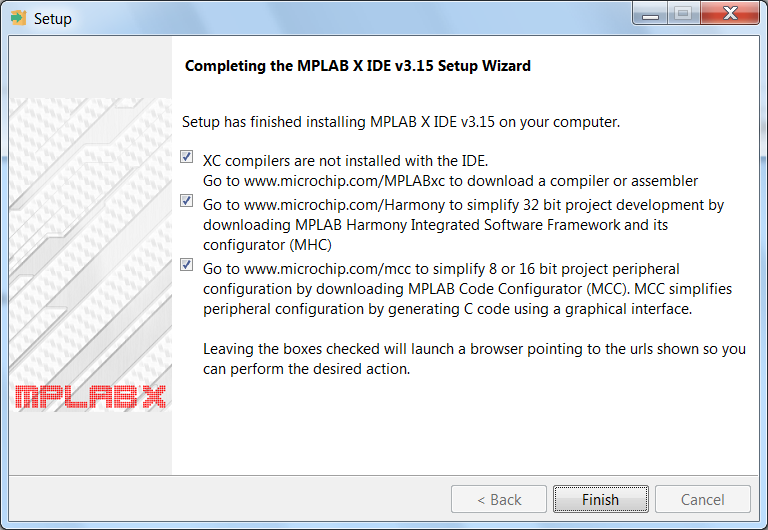 Setup
Completing the MPLAB X IDE v3.15 Setup Wizard
Setup has finished installing MPLAB X IDE v3.15 on your computer.
XC compilers are not installed with the IDE.
Go to www.microchip.com/MPLABxc to download a compiler or assembler
Go to www.microchip.com/Harmony to simplify 32 bit project development by
downloading MPLAB Harmony Integrated Software Framework and its
configurator (MHC)
Go to www.microchip.com/mcc to simplify 8 or 16 bit project peripheral
configuration by downloading MPLAB Code Configurator (MCC). MCC simplifies
peripheral configuration by generating C code using a graphical interface.
Leaving the boxes checked will launch a browser pointing to the urls shown so you
can perform the desired action.
MPLAB X
< Back
Finish
Cancel